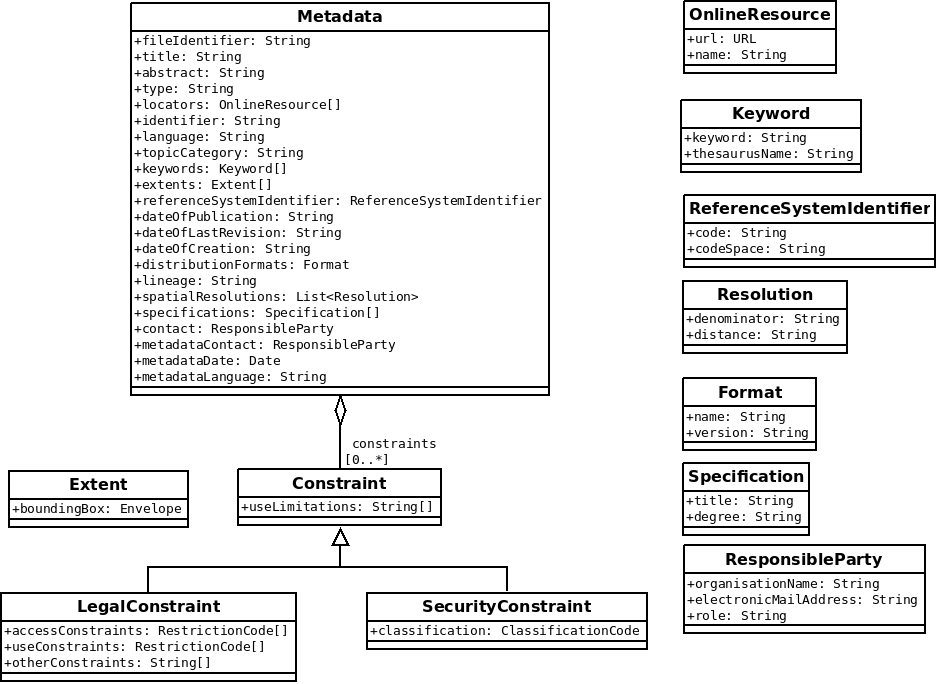 Metadata
+fileIdentifier: String
+title: String
+abstract: String
+type: String
+locators: OnlineResource[]
+identifier: String
+language: String
+topicCategory: String
+keywords: Keyword[]
+extents: Extent[]
+referenceSystemIdentifier: ReferenceSystemIdentifier
+dateOfPublication: String
+dateOfLastRevision: String
+dateOfCreation: String
+distributionFormats: Format
+lineage: String
+spatialResolutions: List<Resolution>
+specifications: Specification[]
+contact: ResponsibleParty
+metadataContact: ResponsibleParty
+metadataDate: Date
+metadataLanguage: String
constraints
[0..*]
Extent
+boundingBox: Envelope
Constraint
+useLimitations: String[]
LegalConstraint
+accessConstraints: RestrictionCode[]
+useConstraints: RestrictionCode[]
+otherConstraints: String[]
SecurityConstraint
+classification: ClassificationCode
OnlineResource
+url: URL
+name: String
Keyword
+keyword: String
+thesaurusName: String
ReferenceSystemIdentifier
+code: String
+codeSpace: String
Resolution
+denominator: String
+distance: String
Format
+name: String
+version: String
Specification
+title: String
+degree: String
ResponsibleParty
+organisationName: String
+electronicMailAddress: String
+role: String